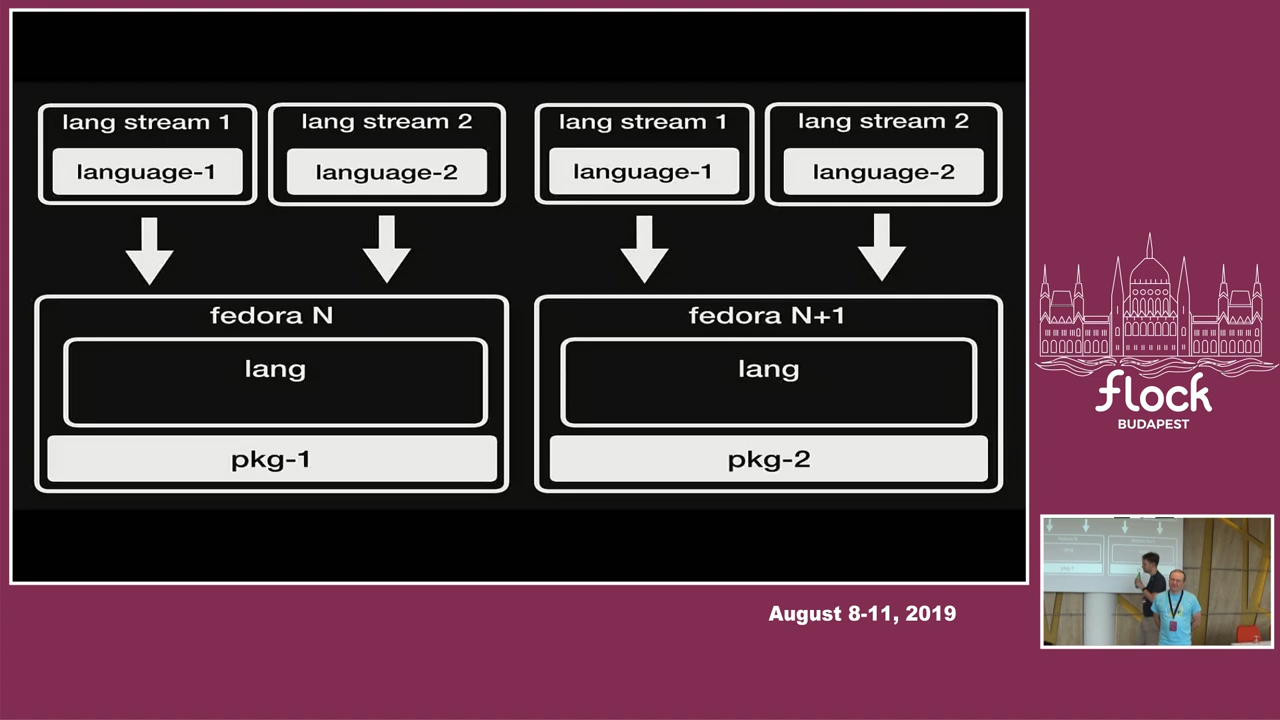 lang stream 1
language-1
lang stream 2
language-2
lang stream 1
language-1
lang stream 2
language-2
fedora N
lang
pkg-1
fedora N+1
lang
pkg-2
flock
BUDAPEST
August 8-11, 2019